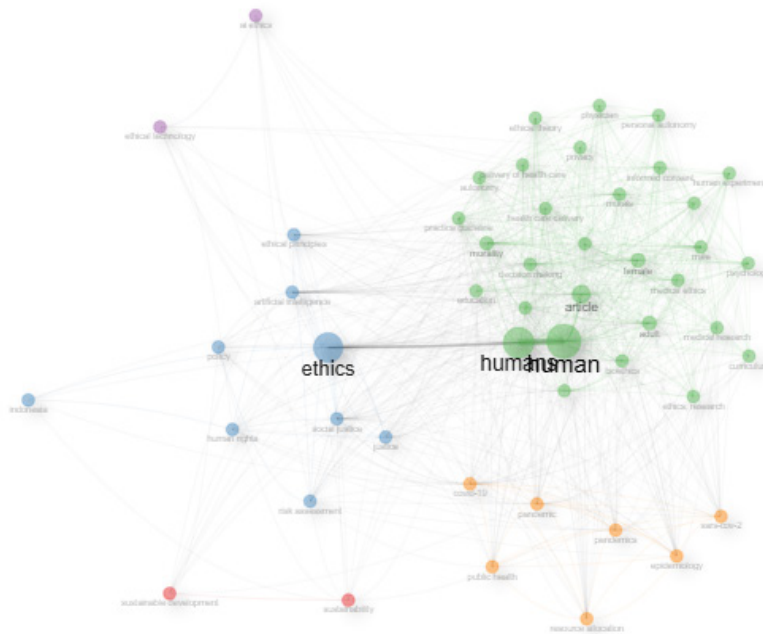 ai ethics
physician
ethical theory
personal autonomy
ethical technology
privacy
delivery of health care
informed consent
human experiment
autonomy
morals
health care delivery
practice guideline
ethical principles
morality
male
decision making
female
psychology
medical ethics
artificial intelligence
education
article
adult
medical research
policy
ethics
humans
human
bioethics
curriculum
indonesia
ethics, research
social justice
human rights
justice
covid-19
pandemic
risk assessment
sars-cov-2
pandemics
epidemiology
public health
sustainable development
sustainability
resource allocation